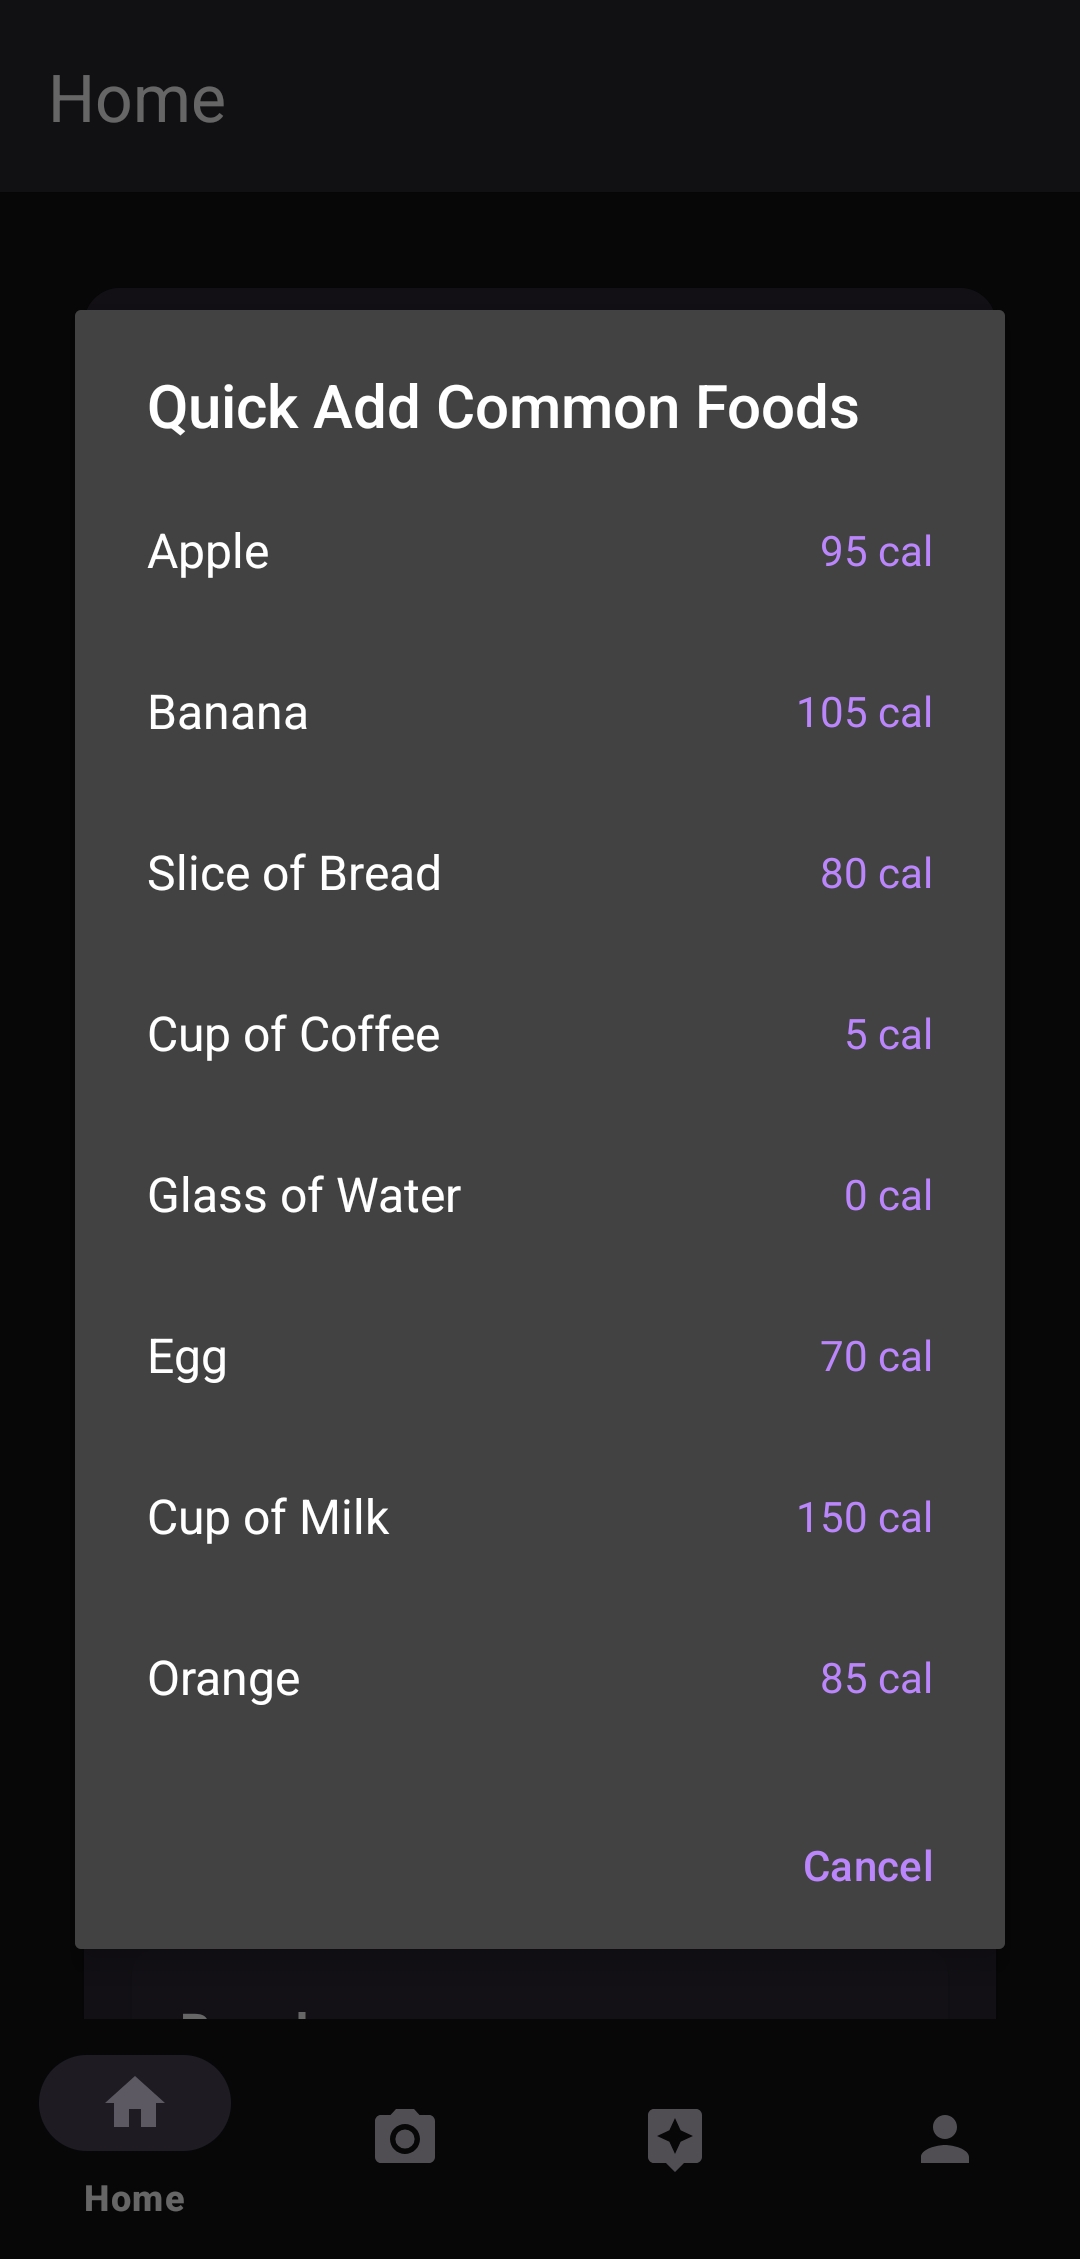 Home
Quick Add Common Foods
Apple 95 cal
Banana 105 cal
Slice of Bread 80 cal
Cup of Coffee 5 cal
Glass of Water 0 cal
Egg 70 cal
Cup of Milk 150 cal
Orange 85 cal
Cancel
Home